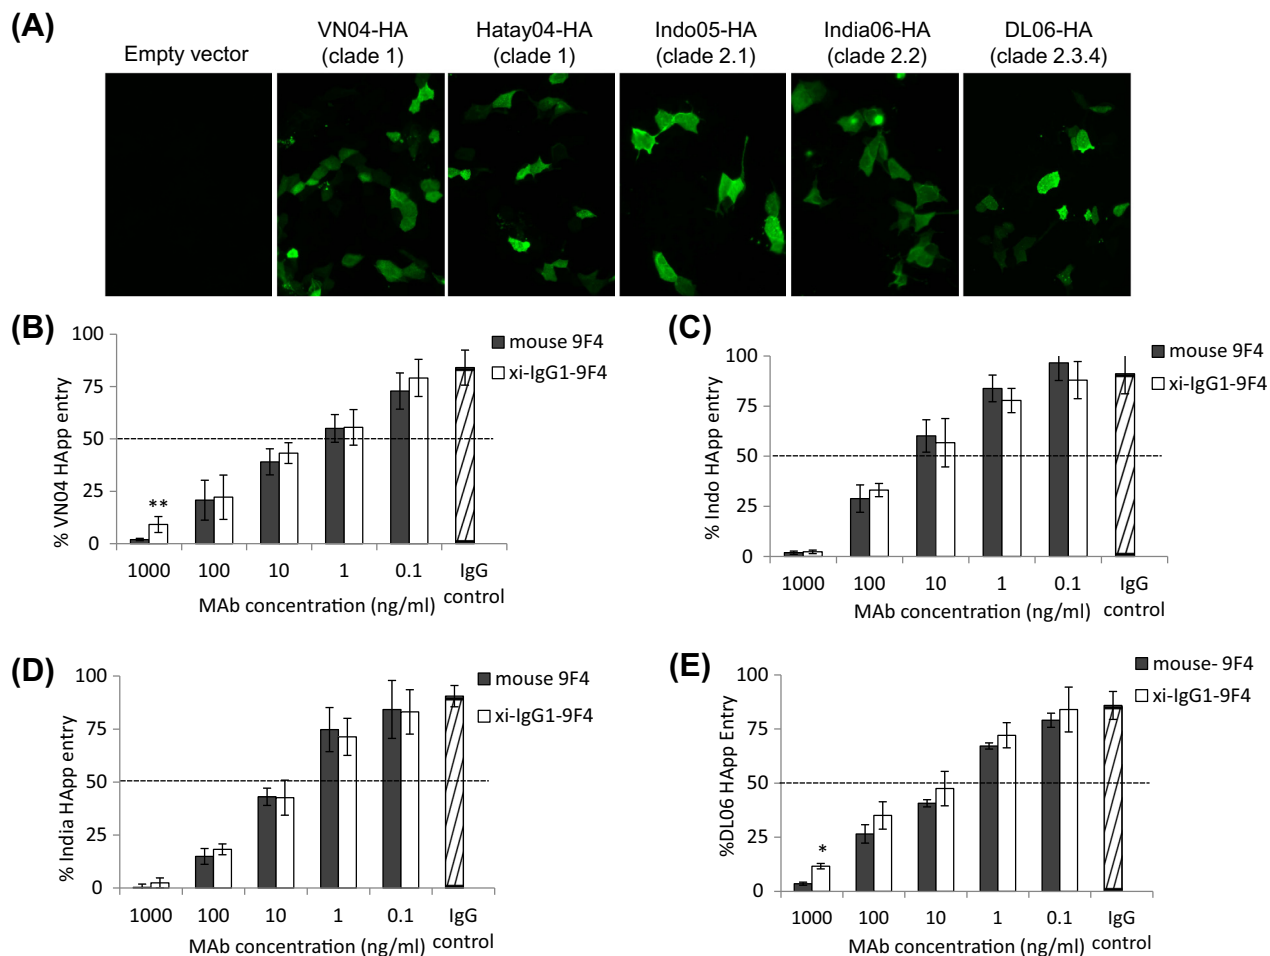 (A)
Empty vector
VN04-HA
(clade 1)
Hatay04-HA
(clade 1)
Indo05-HA
(clade 2.1)
India06-HA
(clade 2.2)
DL06-HA
(clade 2.3.4)
(B)
% VN04 HApp entry
100
75
50
25
0
**
mouse 9F4
xi-IgG1-9F4
1000
100
10
1
0.1
IgG
control
MAb concentration (ng/ml)
(C)
% Indo HApp entry
100
75
50
25
0
mouse 9F4
xi-IgG1-9F4
1000
100
10
1
0.1
IgG
control
MAb concentration (ng/ml)
(D)
% India HApp entry
100
75
50
25
0
mouse 9F4
xi-IgG1-9F4
1000
100
10
1
0.1
IgG
control
MAb concentration (ng/ml)
(E)
%DL06 HApp Entry
100
75
50
25
0
*
mouse- 9F4
xi-IgG1-9F4
1000
100
10
1
0.1
IgG
control
MAb concentration (ng/ml)